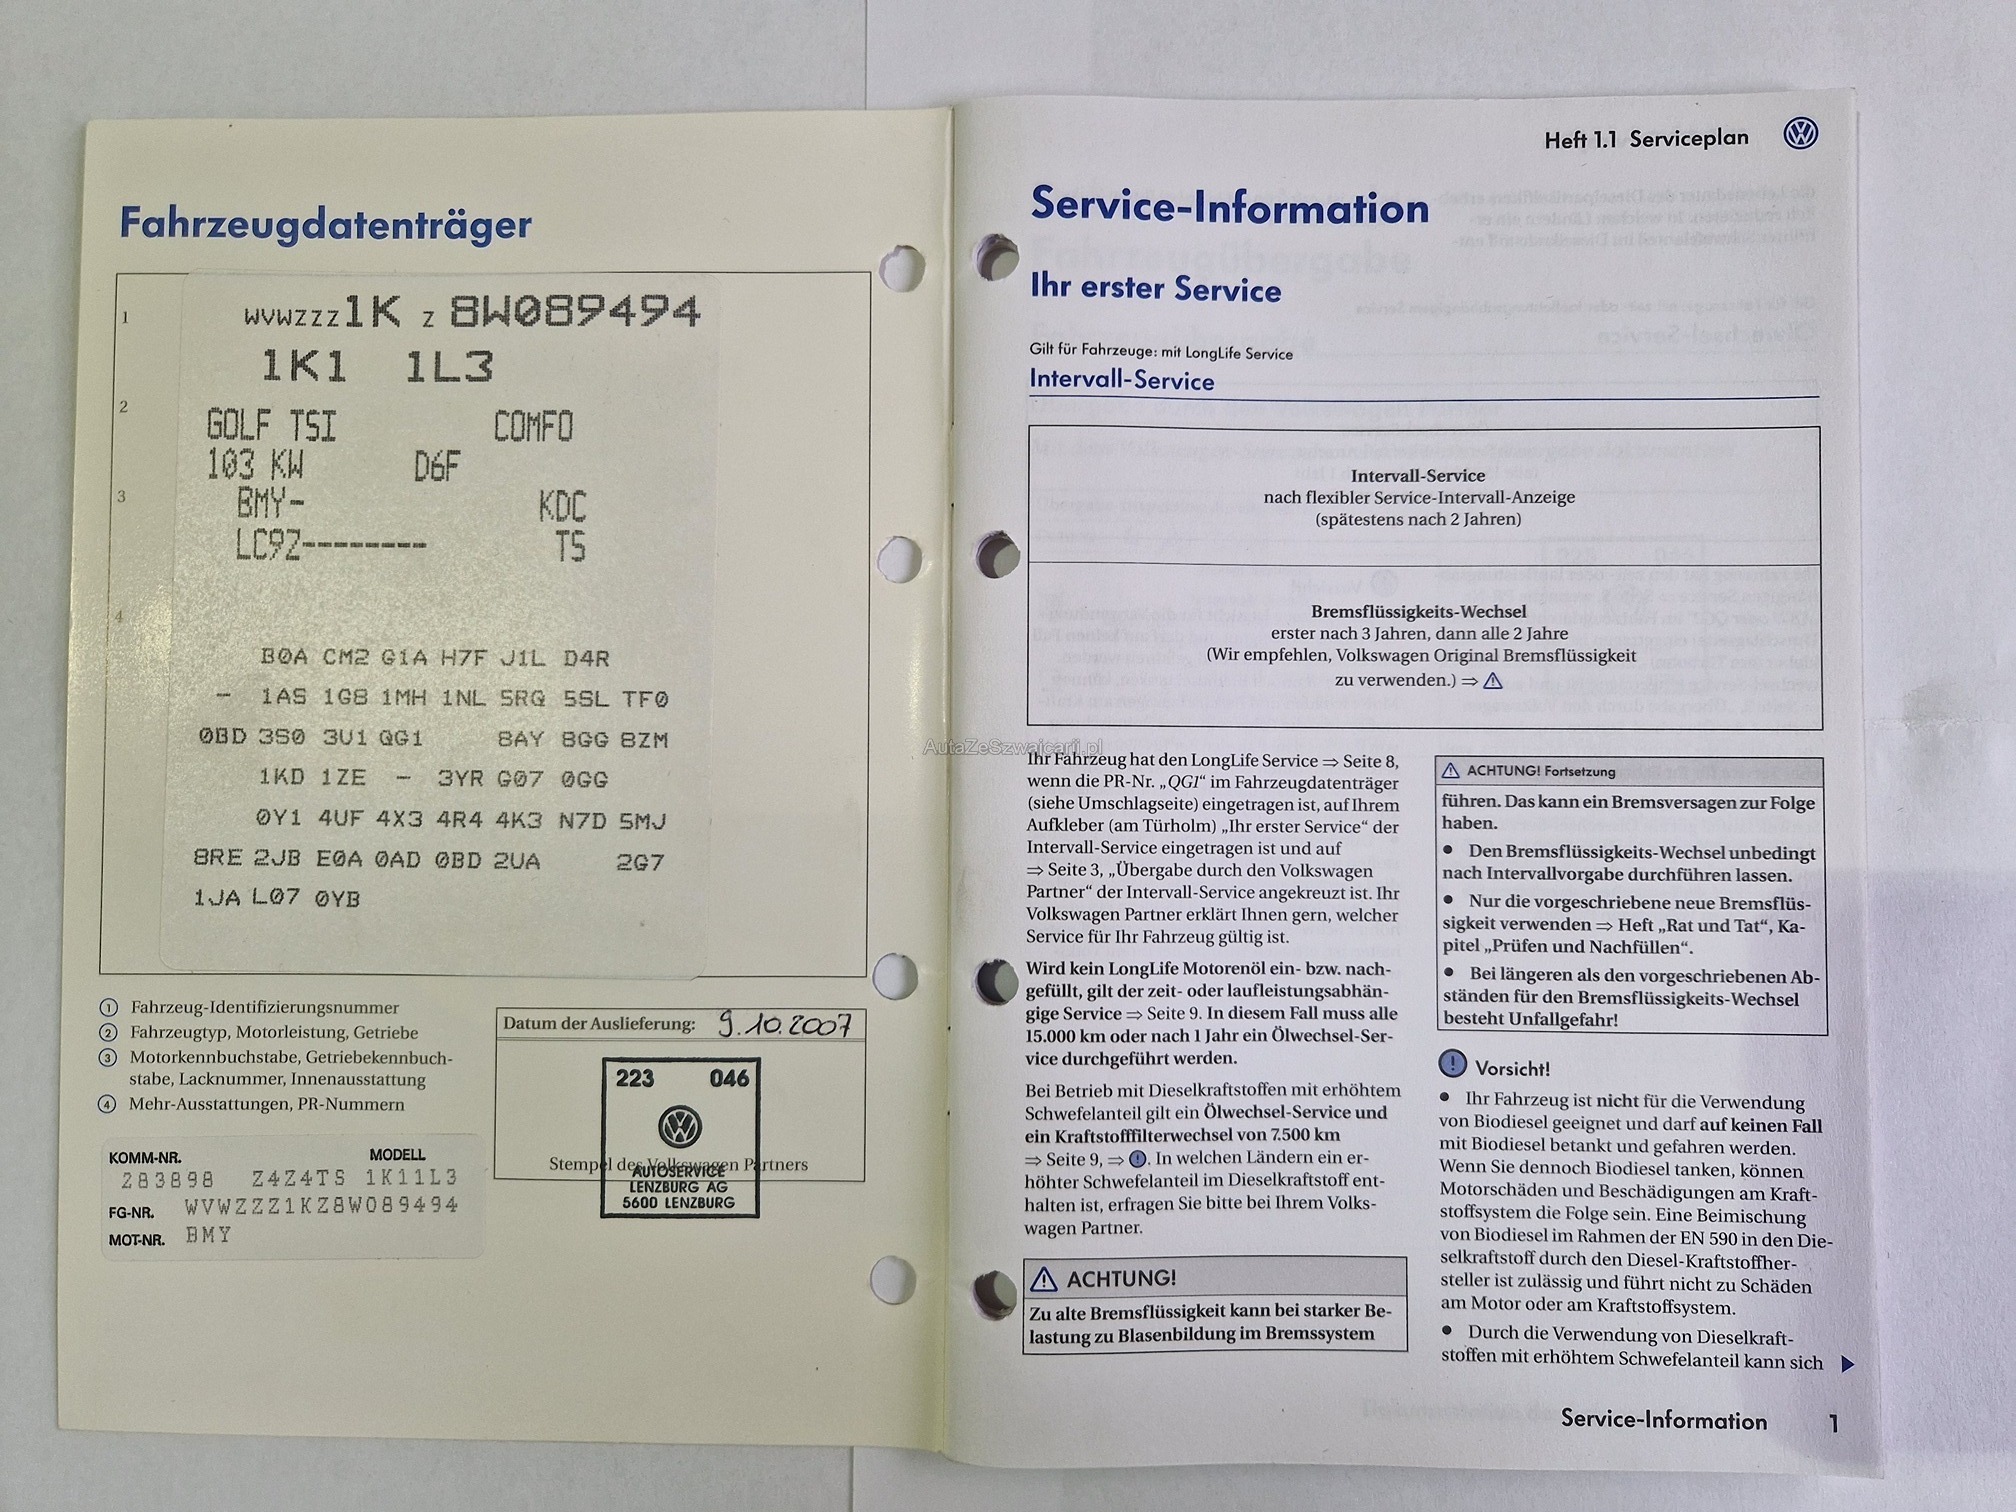 Fahrzeugdatenträger
1
WVWZZZ1K Z 8W089494
1K1 1L3
2
GOLF TSI COMFO
103 KW D6F
3
BMY- KDC
LC9Z-------- TS
4
B0A CM2 G1A H7F J1L D4R
- 1AS 1G8 1MH 1NL 5RQ 5SL TF0
0BD 3S0 3U1 QG1 8AY 8GG 8ZM
1KD 1ZE - 3YR G07 0GG
0Y1 4UF 4X3 4R4 4K3 N7D 5MJ
8RE 2JB E0A 0AD 0BD 2UA 2G7
1JA L07 0YB
① Fahrzeug-Identifizierungsnummer
② Fahrzeugtyp, Motorleistung, Getriebe
③ Motorkennbuchstabe, Getriebekennbuch-
stabe, Lacknummer, Innenausstattung
④ Mehr-Ausstattungen, PR-Nummern
Datum der Auslieferung: 9.10.2007
223 046
Stempel des Volkswagen Partners
AUTOSERVICE
LENZBURG AG
5600 LENZBURG
KOMM-NR. MODELL
283898 Z4Z4TS 1K11L3
FG-NR. WVWZZZ1KZ8W089494
MOT-NR. BMY
Heft 1.1 Serviceplan
Service-Information
Ihr erster Service
Gilt für Fahrzeuge: mit LongLife Service
Intervall-Service
Intervall-Service
nach flexibler Service-Intervall-Anzeige
(spätestens nach 2 Jahren)
Bremsflüssigkeits-Wechsel
erster nach 3 Jahren, dann alle 2 Jahre
(Wir empfehlen, Volkswagen Original Bremsflüssigkeit
zu verwenden.) ⇒ ⚠
AutaZeSzwajcarii.pl
Ihr Fahrzeug hat den LongLife Service ⇒ Seite 8,
wenn die PR-Nr. „QG1“ im Fahrzeugdatenträger
(siehe Umschlagseite) eingetragen ist, auf Ihrem
Aufkleber (am Türholm) „Ihr erster Service“ der
Intervall-Service eingetragen ist und auf
⇒ Seite 3, „Übergabe durch den Volkswagen
Partner“ der Intervall-Service angekreuzt ist. Ihr
Volkswagen Partner erklärt Ihnen gern, welcher
Service für Ihr Fahrzeug gültig ist.
Wird kein LongLife Motorenöl ein- bzw. nach-
gefüllt, gilt der zeit- oder laufleistungsabhän-
gige Service ⇒ Seite 9. In diesem Fall muss alle
15.000 km oder nach 1 Jahr ein Ölwechsel-Ser-
vice durchgeführt werden.
Bei Betrieb mit Dieselkraftstoffen mit erhöhtem
Schwefelanteil gilt ein Ölwechsel-Service und
ein Kraftstofffilterwechsel von 7.500 km
⇒ Seite 9, ⇒ !. In welchen Ländern ein er-
höhter Schwefelanteil im Dieselkraftstoff ent-
halten ist, erfragen Sie bitte bei Ihrem Volks-
wagen Partner.
⚠ ACHTUNG!
Zu alte Bremsflüssigkeit kann bei starker Be-
lastung zu Blasenbildung im Bremssystem
⚠ ACHTUNG! Fortsetzung
führen. Das kann ein Bremsversagen zur Folge
haben.
• Den Bremsflüssigkeits-Wechsel unbedingt
nach Intervallvorgabe durchführen lassen.
• Nur die vorgeschriebene neue Bremsflüs-
sigkeit verwenden ⇒ Heft „Rat und Tat“, Ka-
pitel „Prüfen und Nachfüllen“.
• Bei längeren als den vorgeschriebenen Ab-
ständen für den Bremsflüssigkeits-Wechsel
besteht Unfallgefahr!
! Vorsicht!
• Ihr Fahrzeug ist nicht für die Verwendung
von Biodiesel geeignet und darf auf keinen Fall
mit Biodiesel betankt und gefahren werden.
Wenn Sie dennoch Biodiesel tanken, können
Motorschäden und Beschädigungen am Kraft-
stoffsystem die Folge sein. Eine Beimischung
von Biodiesel im Rahmen der EN 590 in den Die-
selkraftstoff durch den Diesel-Kraftstoffher-
steller ist zulässig und führt nicht zu Schäden
am Motor oder am Kraftstoffsystem.
• Durch die Verwendung von Dieselkraft-
stoffen mit erhöhtem Schwefelanteil kann sich
Service-Information 1